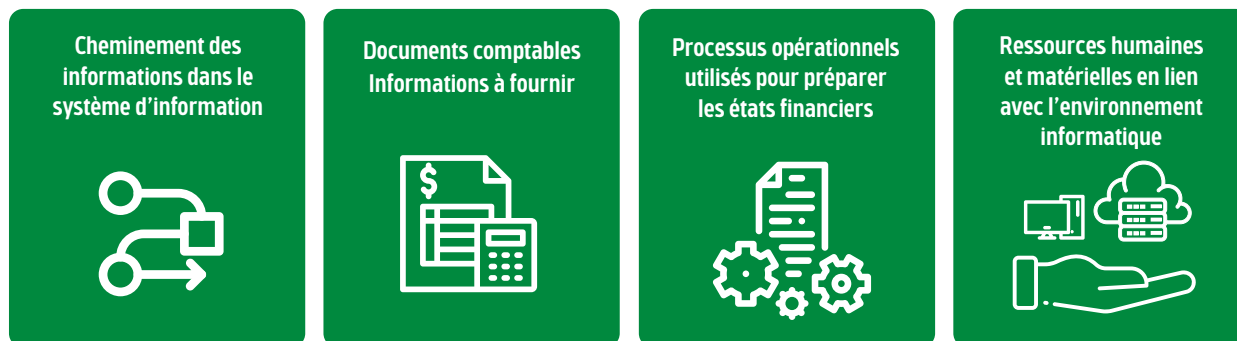 Cheminement des
informations dans le
système d'information
Documents comptables
Informations à fournir
Processus opérationnels
utilisés pour préparer
les états financiers
Ressources humaines
et matérielles en lien
avec l'environnement
informatique
$